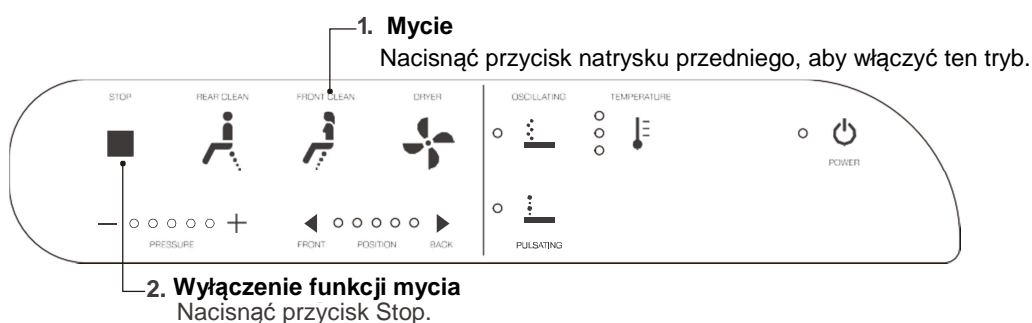 1. Mycie
Nacisnąć przycisk natrysku przedniego, aby włączyć ten tryb.
STOP REAR CLEAN FRONT CLEAN DRYER OSCILLATING TEMPERATURE
POWER
PRESSURE FRONT POSITION BACK PULSATING
2. Wyłączenie funkcji mycia
Nacisnąć przycisk Stop.